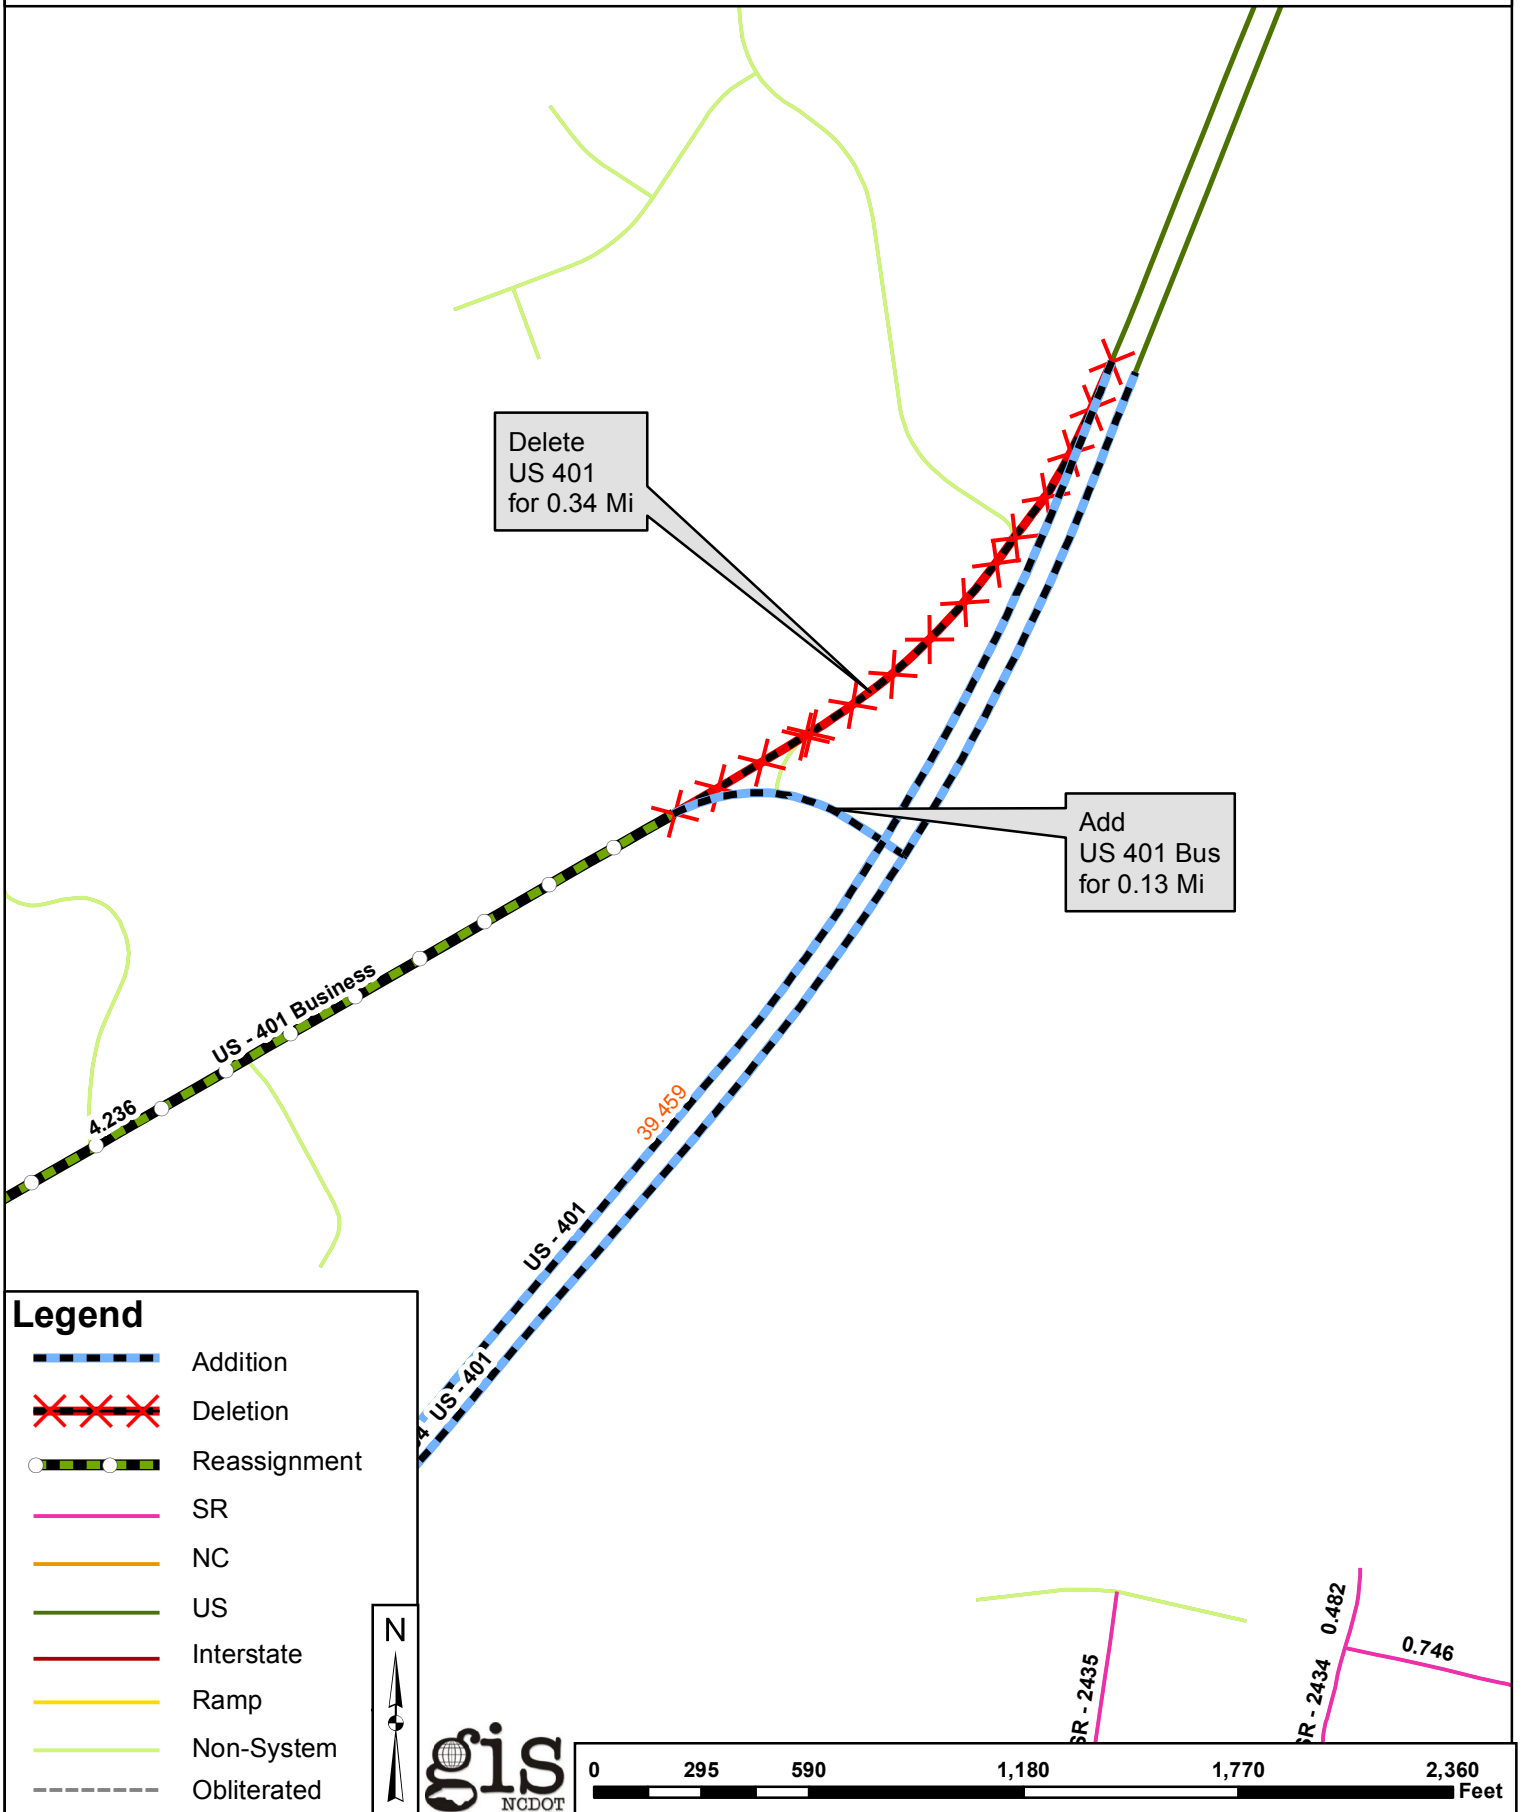 Delete
US 401
for 0.34 Mi
Add
US 401 Bus
for 0.13 Mi
US - 401 Business
4.236
39.459
US - 401
US - 401
Legend
Addition
Deletion
Reassignment
SR
NC
US
Interstate
Ramp
Non-System
Obliterated
N
gis
NCDOT
0.482
0.746
SR - 2435
SR - 2434
0 295 590 1,180 1,770 2,360
Feet